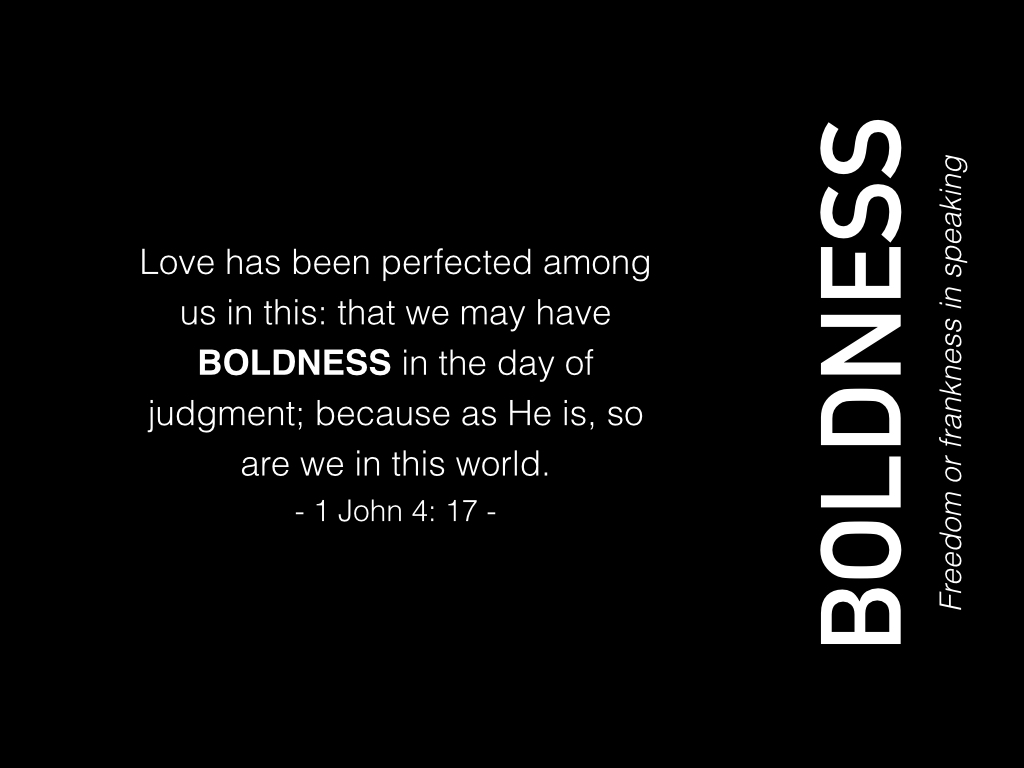 Love has been perfected among
us in this: that we may have
BOLDNESS in the day of
judgment; because as He is, so
are we in this world.
- 1 John 4: 17 -
BOLDNESS
Freedom or frankness in speaking